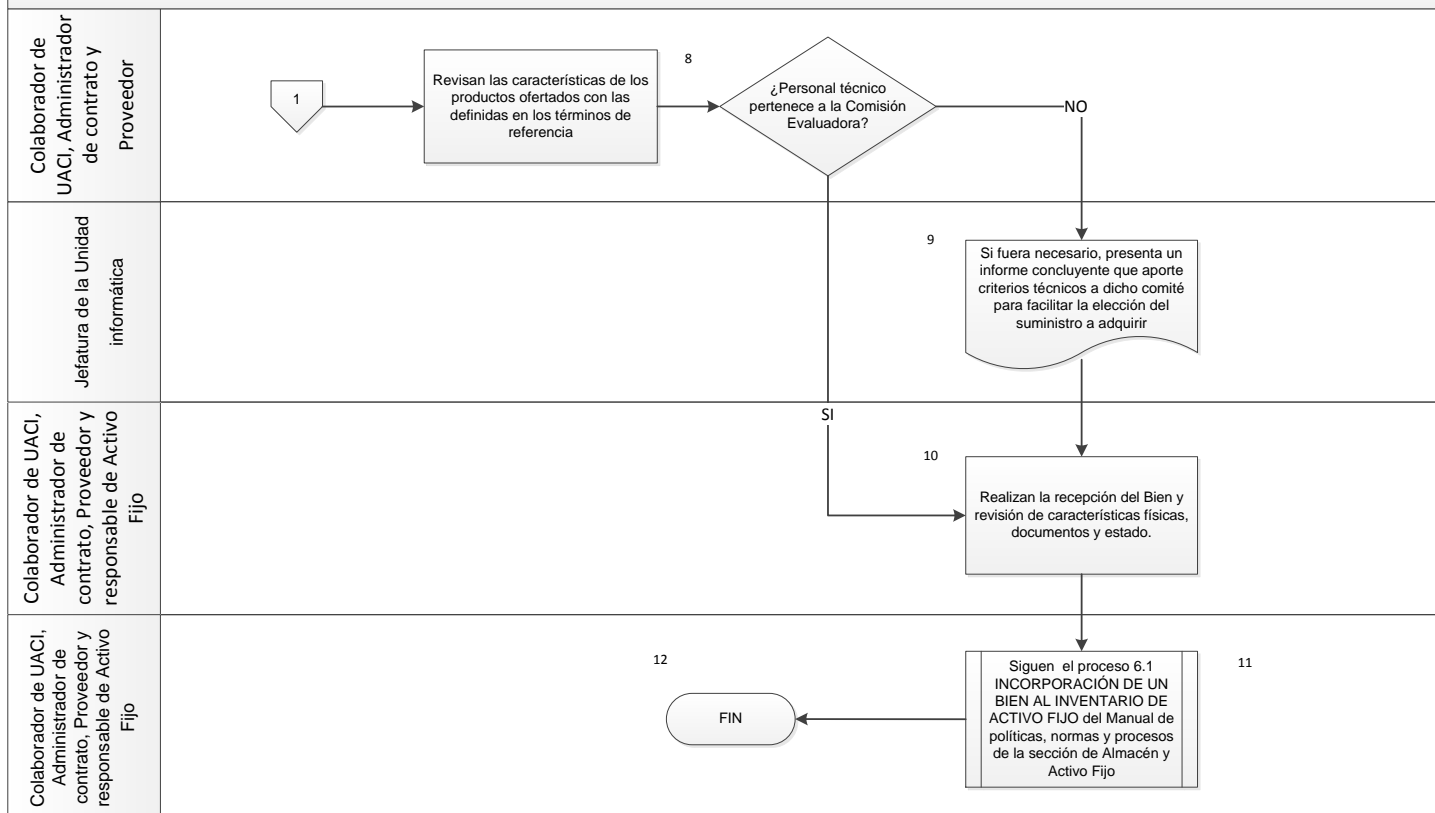 Colaborador de
UACI, Administrador
de contrato y
Proveedor
1
Revisan las características de los
productos ofertados con las
definidas en los términos de
referencia
8
¿Personal técnico
pertenece a la Comisión
Evaluadora?
NO
Jefatura de la Unidad
informática
9
Si fuera necesario, presenta un
informe concluyente que aporte
criterios técnicos a dicho comité
para facilitar la elección del
suministro a adquirir
Colaborador de UACI,
Administrador de
contrato, Proveedor y
responsable de Activo
Fijo
SI
10
Realizan la recepción del Bien y
revisión de características físicas,
documentos y estado.
Colaborador de UACI,
Administrador de
contrato, Proveedor y
responsable de Activo
Fijo
12
FIN
Siguen el proceso 6.1
INCORPORACIÓN DE UN
BIEN AL INVENTARIO DE
ACTIVO FIJO del Manual de
políticas, normas y procesos
de la sección de Almacén y
Activo Fijo
11